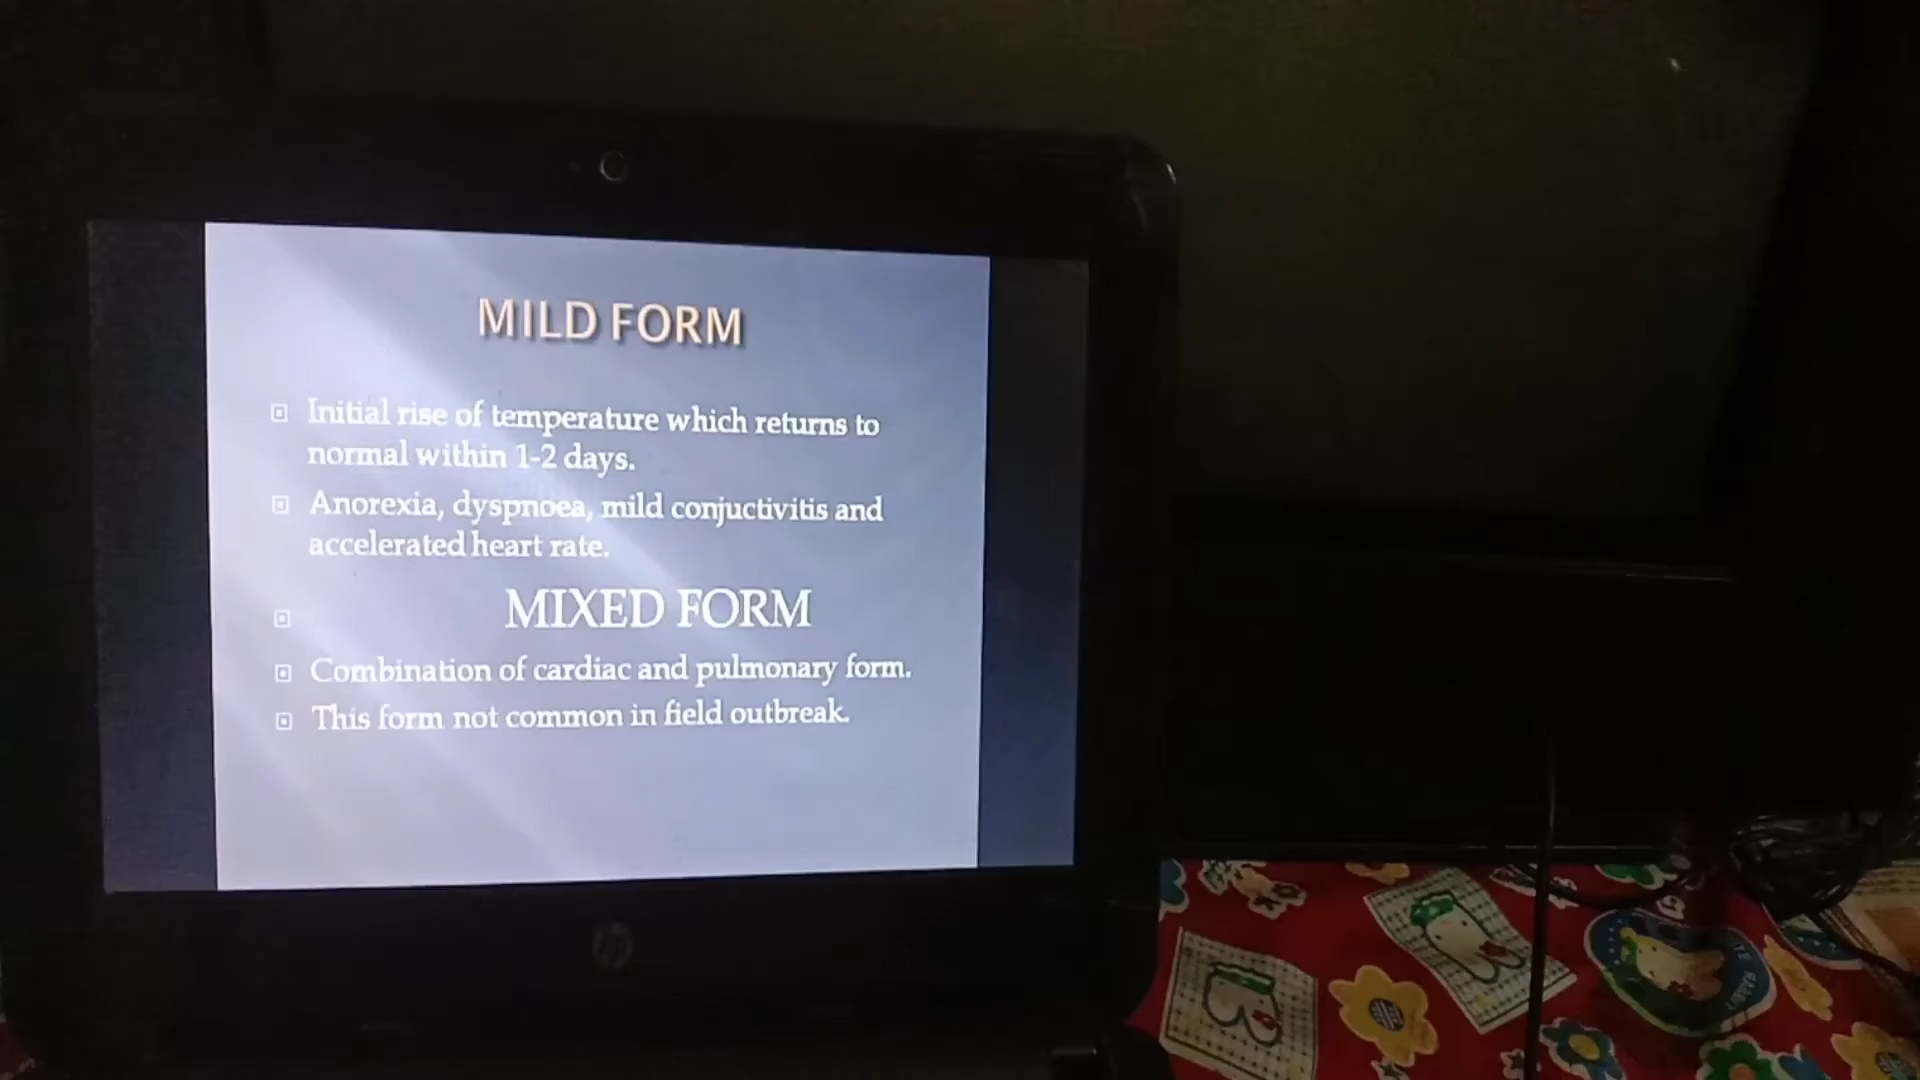 MILD FORM
Initial rise of temperature which returns to
normal within 1-2 days.
Anorexia, dyspnoea, mild conjuctivitis and
accelerated heart rate.
MIXED FORM
Combination of cardiac and pulmonary form.
This form not common in field outbreak.
hp